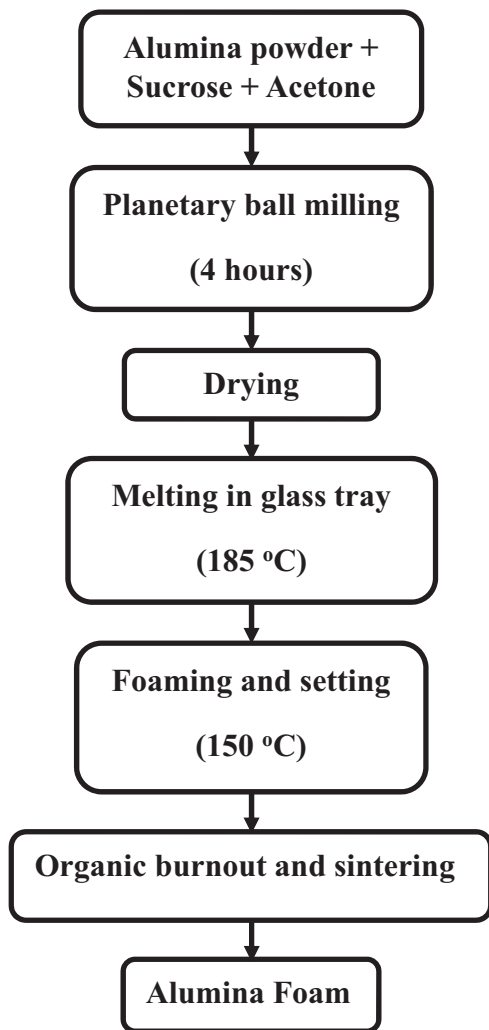 Alumina powder +
Sucrose + Acetone
Planetary ball milling
(4 hours)
Drying
Melting in glass tray
(185 °C)
Foaming and setting
(150 °C)
Organic burnout and sintering
Alumina Foam